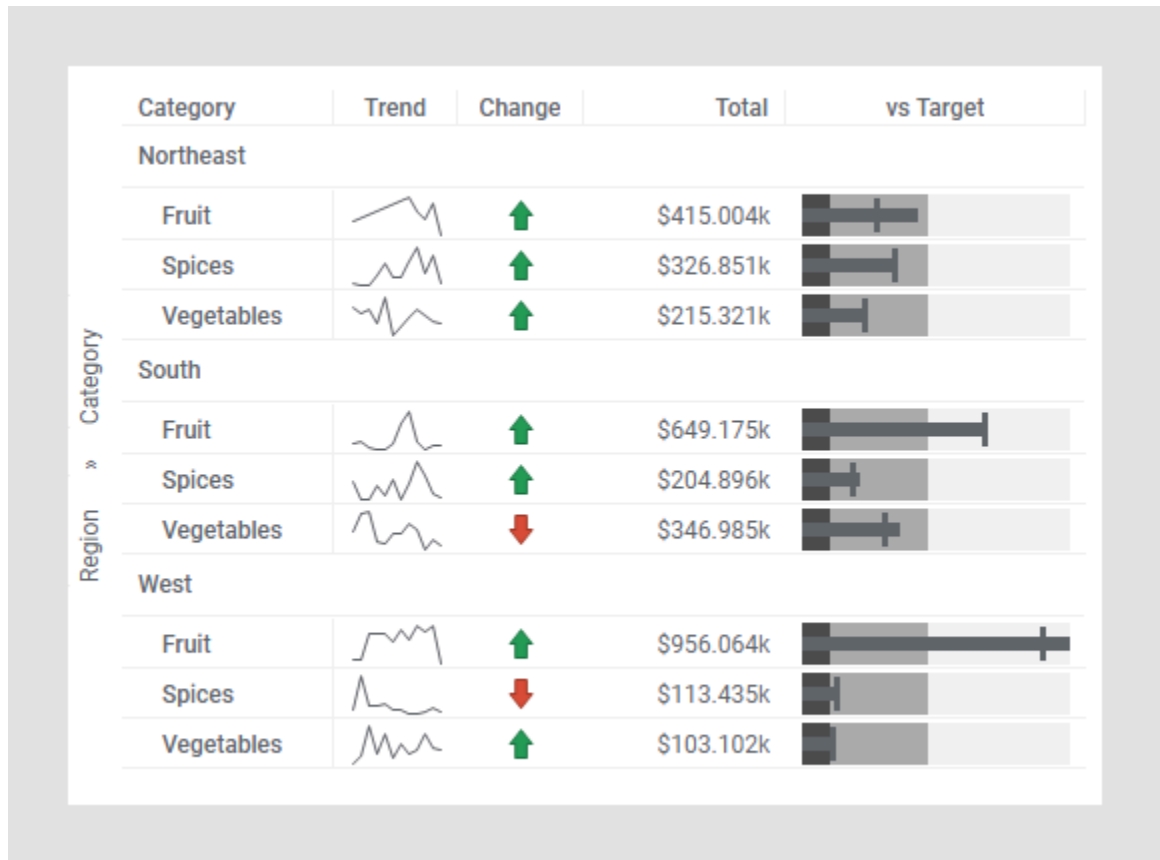 Category Trend Change Total vs Target
Northeast
Fruit $415.004k
Spices $326.851k
Vegetables $215.321k
South
Fruit $649.175k
Spices $204.896k
Vegetables $346.985k
West
Fruit $956.064k
Spices $113.435k
Vegetables $103.102k
Region » Category